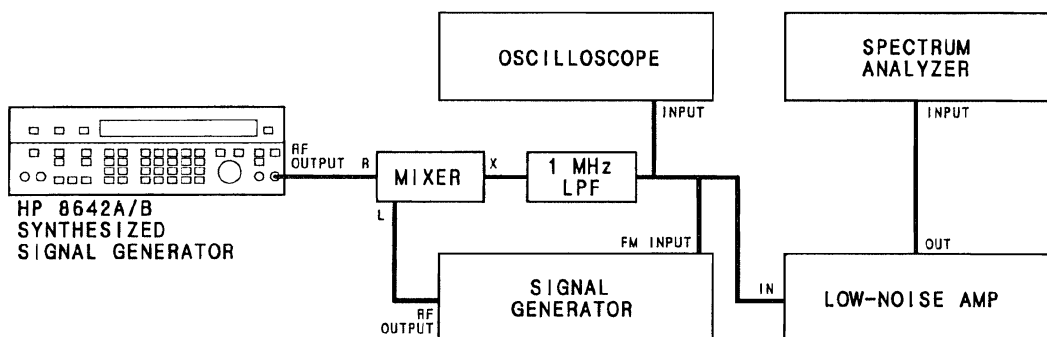 OSCILLOSCOPE
SPECTRUM
ANALYZER
INPUT
INPUT
RF
OUTPUT
R
MIXER
X
1 MHz
LPF
L
HP 8642A/B
SYNTHESIZED
SIGNAL GENERATOR
FM INPUT
OUT
SIGNAL
GENERATOR
RF
OUTPUT
IN
LOW-NOISE AMP